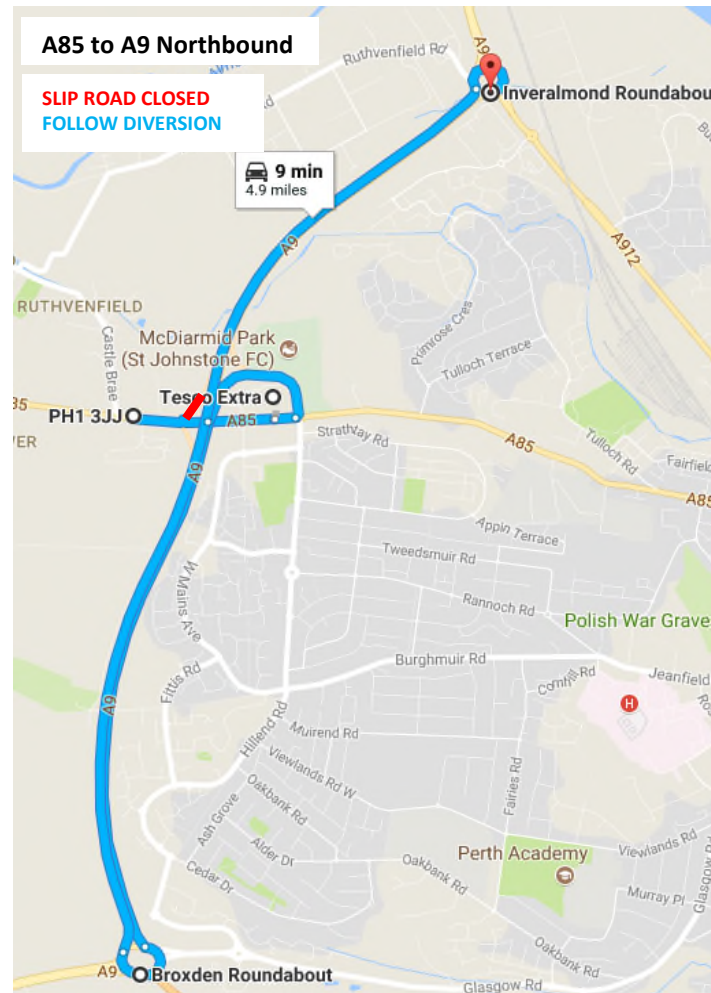 A85 to A9 Northbound
SLIP ROAD CLOSED
FOLLOW DIVERSION
Ruthvenfield Rd
A9
Inveralmond Roundabou
9 min
4.9 miles
A9
A912
RUTHVENFIELD
Castle Brae
McDiarmid Park
(St Johnstone FC)
Primrose Cres
Tulloch Terrace
Tesco Extra
PH1 3JJ
A85
Strathtay Rd
A85
Tulloch Rd
Fairfield
A85
A9
Appin Terrace
Tweedsmuir Rd
W Mains Ave
Rannoch Rd
Polish War Grave
Burghmuir Rd
Jeanfield
Cornhill Rd
Fittis Rd
H
A9
Hillend Rd
Muirend Rd
Viewlands Rd W
Fairies Rd
Oakbank Rd
Ash Grove
Alder Dr
Cedar Dr
Oakbank Rd
Perth Academy
Viewlands Rd
Murray Pl
Glasgow R
Oakbank Rd
A9
Broxden Roundabout
Glasgow Rd